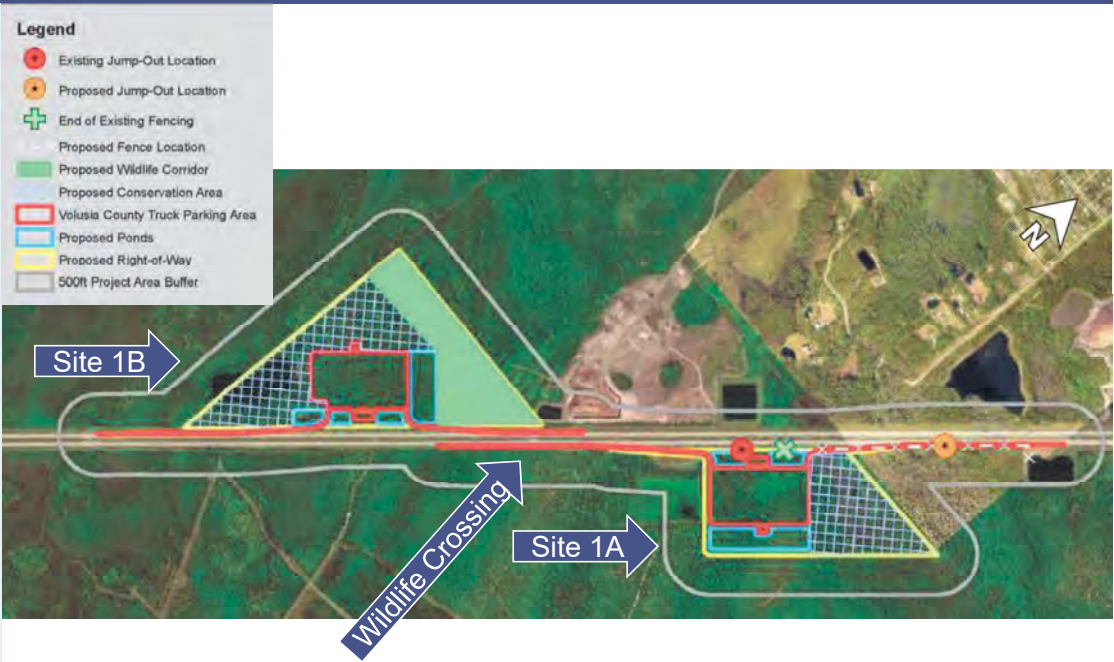 Legend
Existing Jump-Out Location
Proposed Jump-Out Location
End of Existing Fencing
Proposed Fence Location
Proposed Wildlife Corridor
Proposed Conservation Area
Volusia County Truck Parking Area
Proposed Ponds
Proposed Right-of-Way
500ft Project Area Buffer
N
Site 1B
Wildlife Crossing
Site 1A